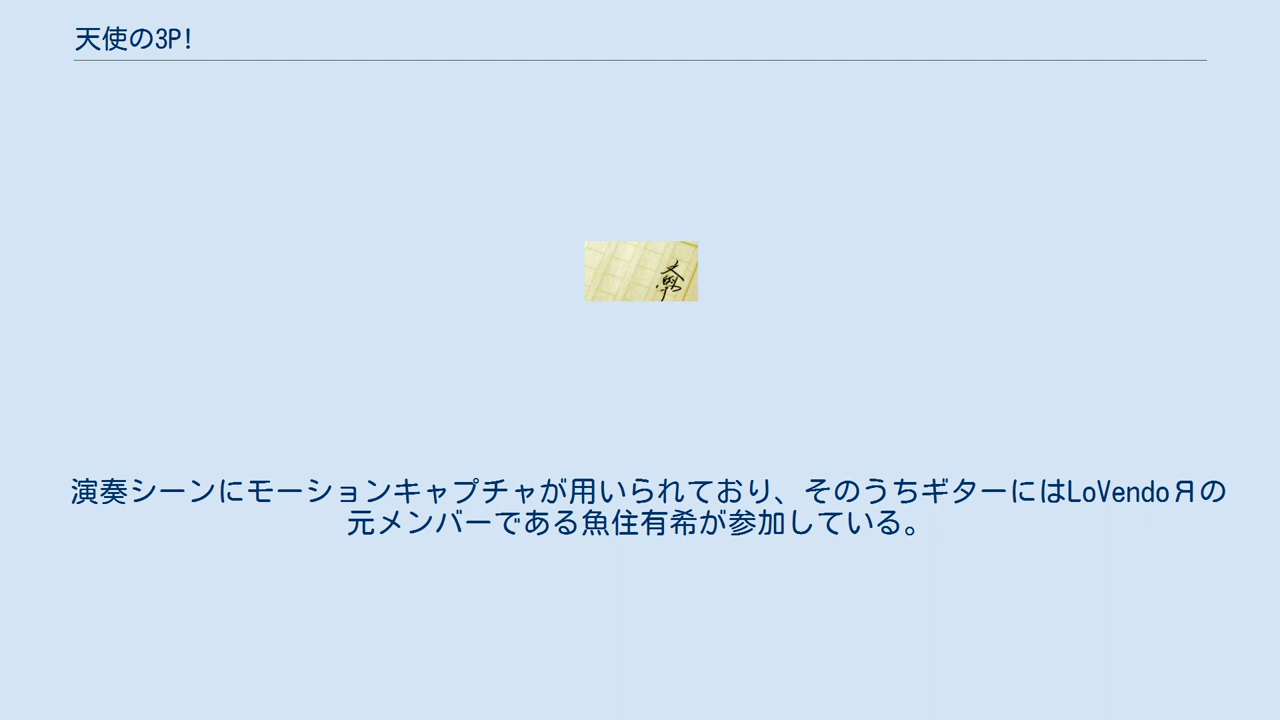 天使の3P!
演奏シーンにモーションキャプチャが用いられており、そのうちギターにはLoVendoЯの
元メンバーである魚住有希が参加している。